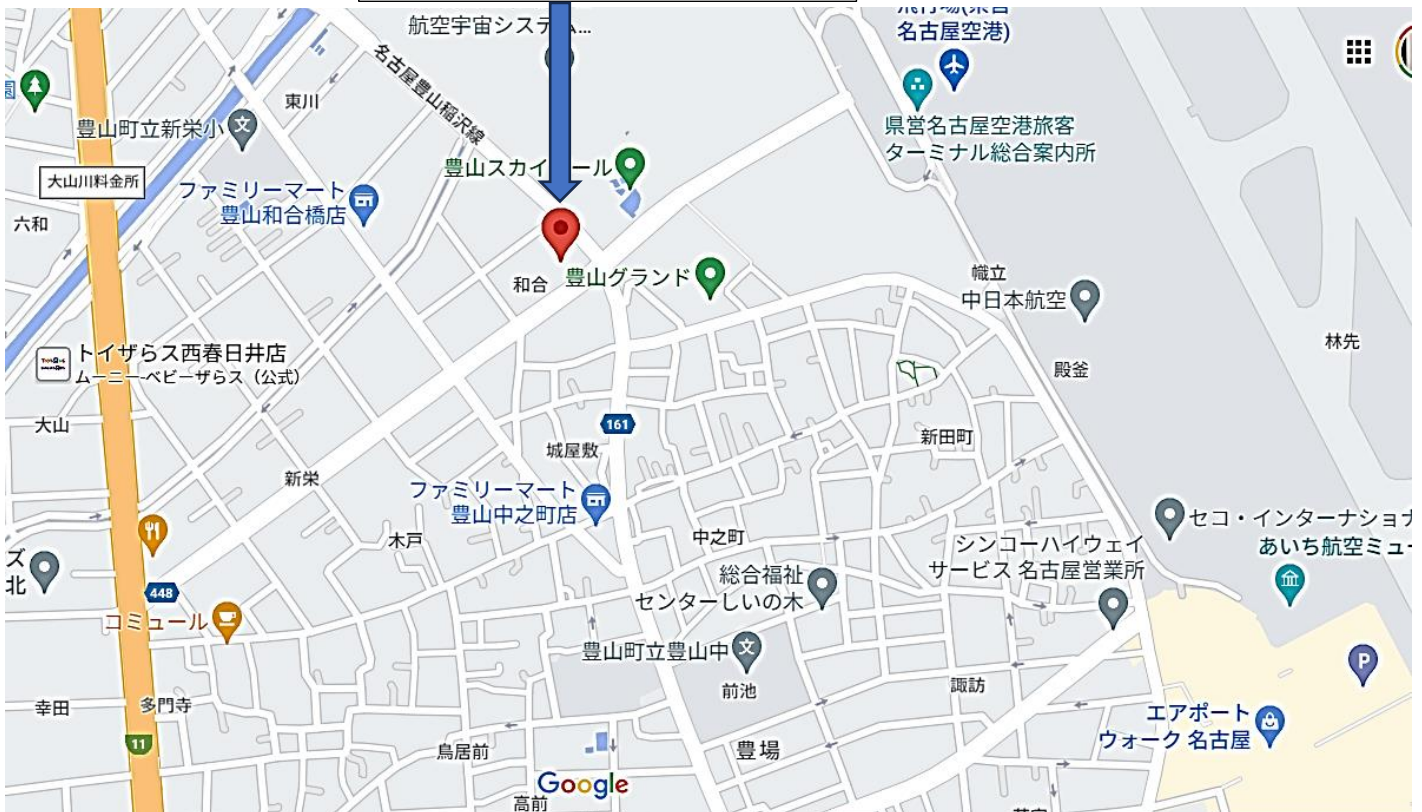 航空宇宙システム...
名古屋空港)
名古屋豊山稲沢線
東川
豊山町立新栄小
県営名古屋空港旅客
ターミナル総合案内所
大山川料金所
ファミリーマート
豊山和合橋店
六和
和合
豊山グランド
幟立
中日本航空
林先
殿釜
トイザらス西春日井店
ムーニー-ベビーザらス（公式）
大山
161
城屋敷
新田町
新栄
ファミリーマート
豊山中之町店
木戸
中之町
セコ・インターナショナ
あいち航空ミュー
シンコーハイウェイ
サービス 名古屋営業所
ズ
北
総合福祉
センターしいの木
448
コミュール
豊山町立豊山中
前池
諏訪
P
幸田
多門寺
エアポート
ウォーク 名古屋
11
鳥居前
豊場
Google
高前